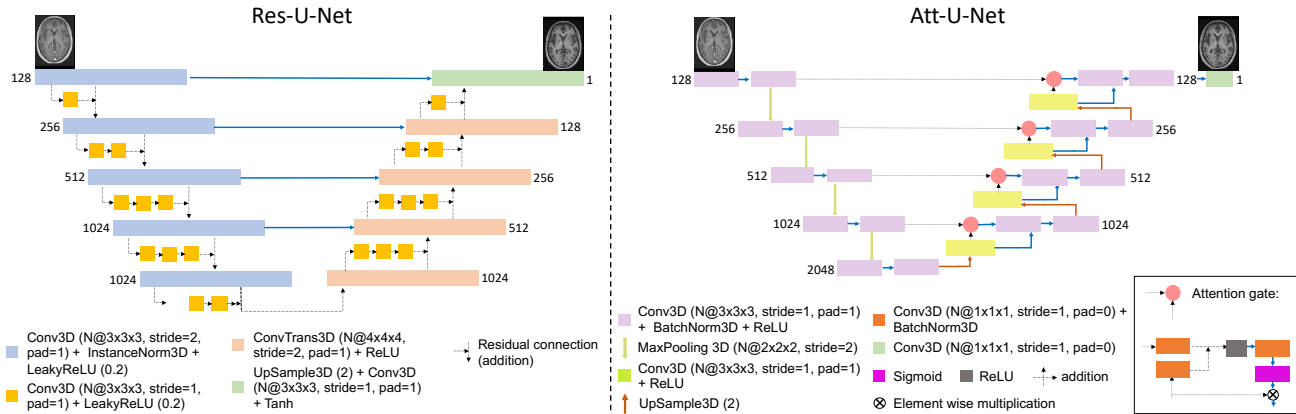 Res-U-Net
128
1
256
128
512
256
1024
512
1024
1024
Conv3D (N@3x3x3, stride=2,
pad=1) + InstanceNorm3D +
LeakyReLU (0.2)
Conv3D (N@3x3x3, stride=1,
pad=1) + LeakyReLU (0.2)
ConvTrans3D (N@4x4x4,
stride=2, pad=1) + ReLU
UpSample3D (2) + Conv3D
(N@3x3x3, stride=1, pad=1)
+ Tanh
Residual connection
(addition)
Att-U-Net
128
128
1
256
256
512
512
1024
1024
2048
Conv3D (N@3x3x3, stride=1, pad=1)
+ BatchNorm3D + ReLU
MaxPooling 3D (N@2x2x2, stride=2)
Conv3D (N@3x3x3, stride=1, pad=1)
+ ReLU
UpSample3D (2)
Conv3D (N@1x1x1, stride=1, pad=0) +
BatchNorm3D
Conv3D (N@1x1x1, stride=1, pad=0)
Sigmoid
ReLU
addition
Element wise multiplication
Attention gate: